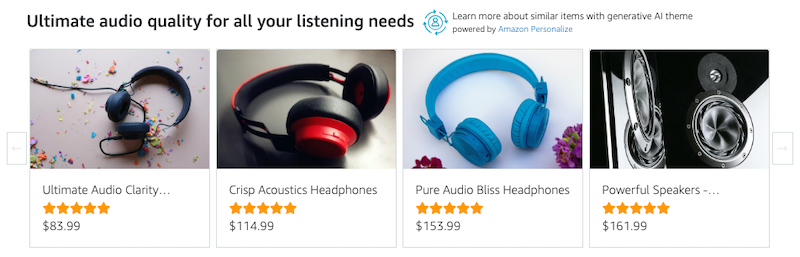 Ultimate audio quality for all your listening needs
Learn more about similar items with generative AI theme
powered by Amazon Personalize
Ultimate Audio Clarity...
$83.99
Crisp Acoustics Headphones
$114.99
Pure Audio Bliss Headphones
$153.99
Powerful Speakers -...
$161.99